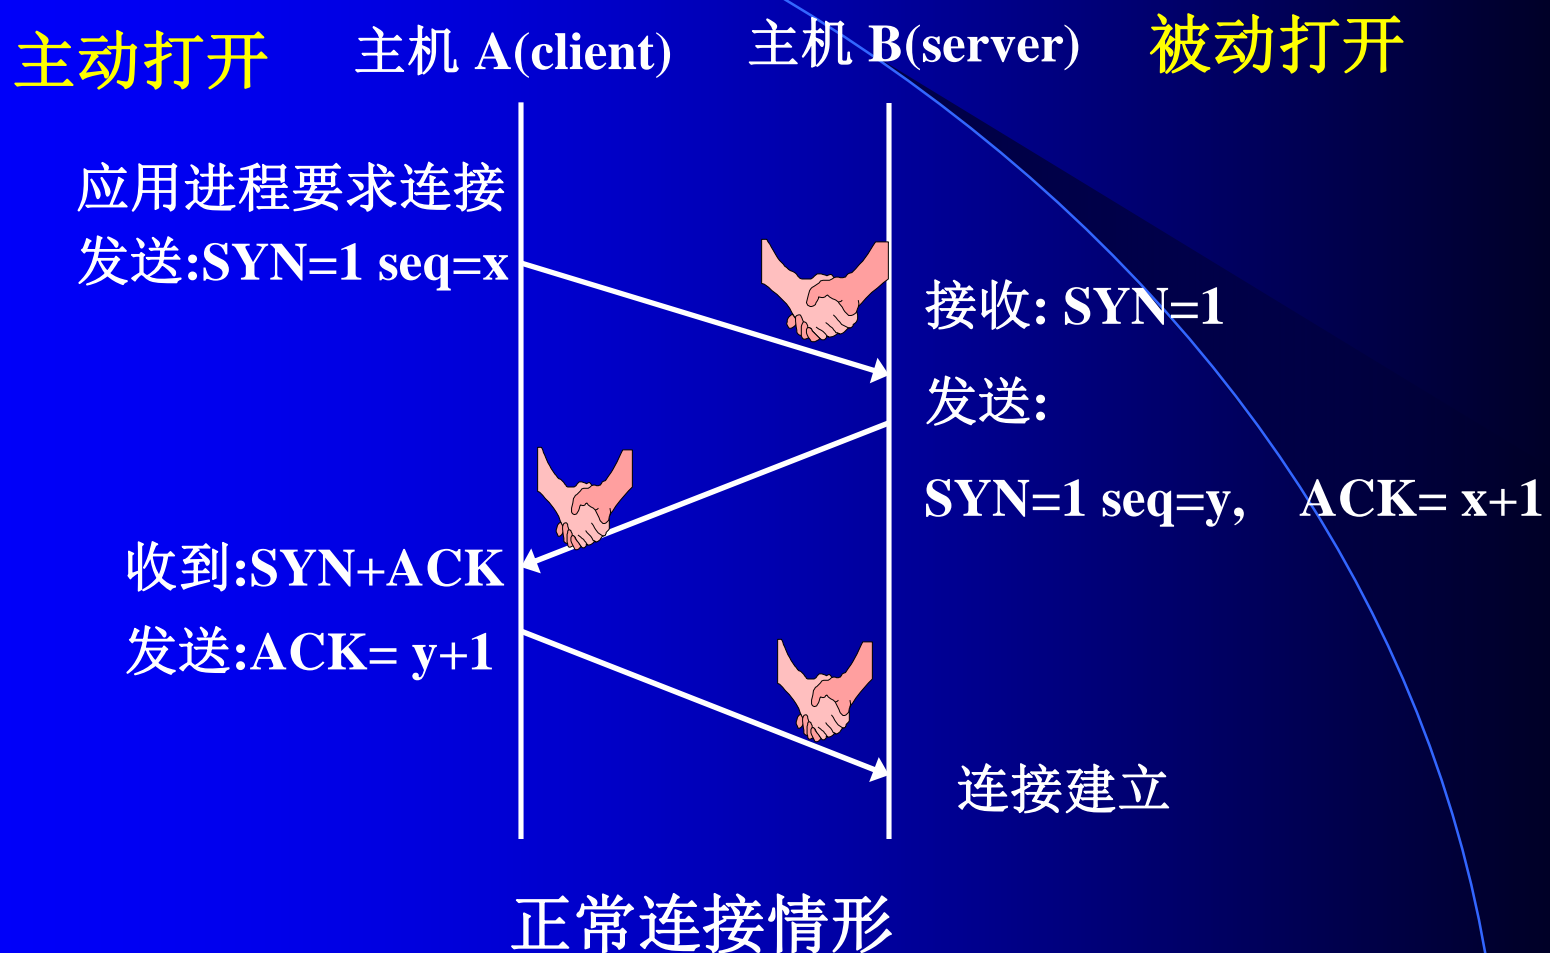 主动打开 主机 A(client) 主机 B(server) 被动打开
应用进程要求连接
发送:SYN=1 seq=x
接收: SYN=1
发送:
SYN=1 seq=y, ACK= x+1
收到:SYN+ACK
发送:ACK= y+1
连接建立
正常连接情形